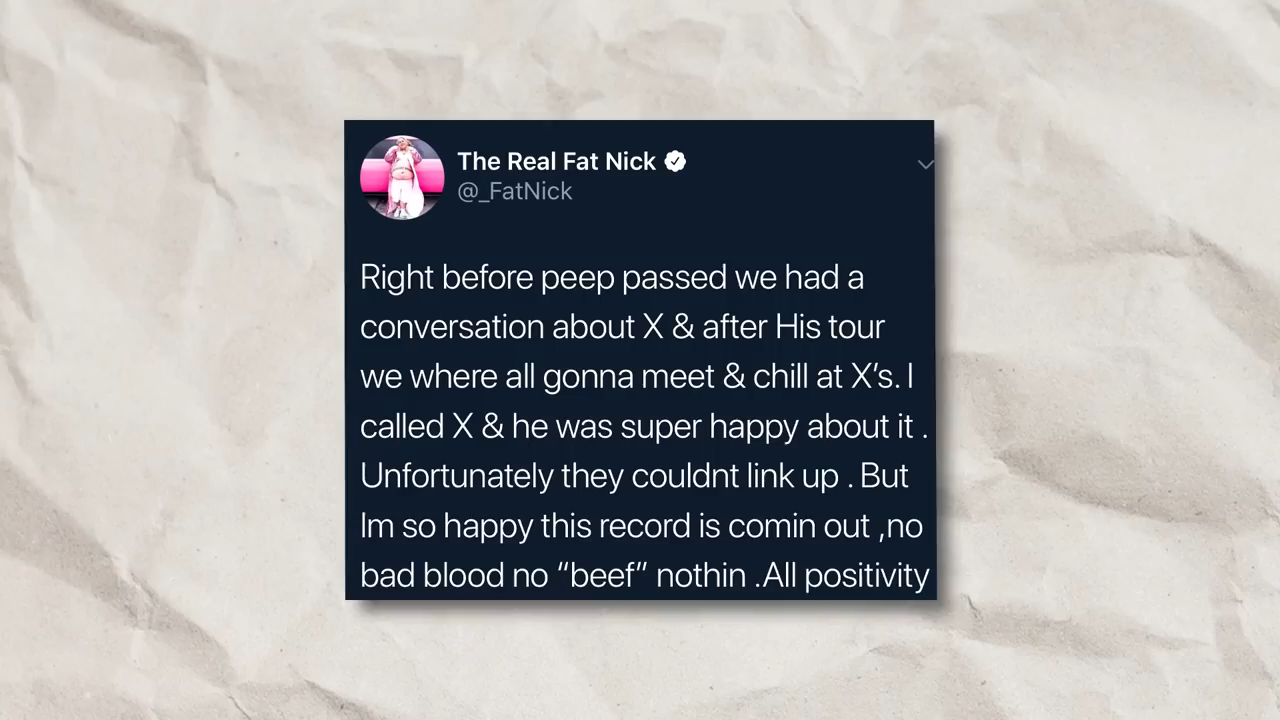 The Real Fat Nick
@_FatNick
Right before peep passed we had a
conversation about X & after His tour
we where all gonna meet & chill at X’s. I
called X & he was super happy about it .
Unfortunately they couldnt link up . But
Im so happy this record is comin out ,no
bad blood no “beef” nothin .All positivity